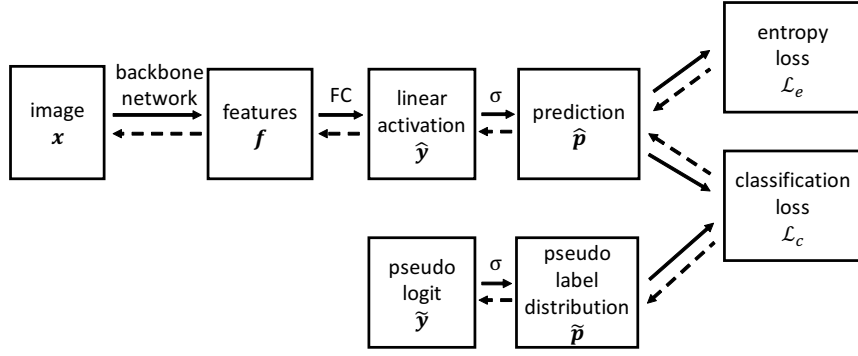 image
x
backbone
network
features
f
FC
linear
activation
ŷ
σ
prediction
p̂
entropy
loss
ℒe
classification
loss
ℒc
pseudo
logit
ỹ
σ
pseudo
label
distribution
p̃